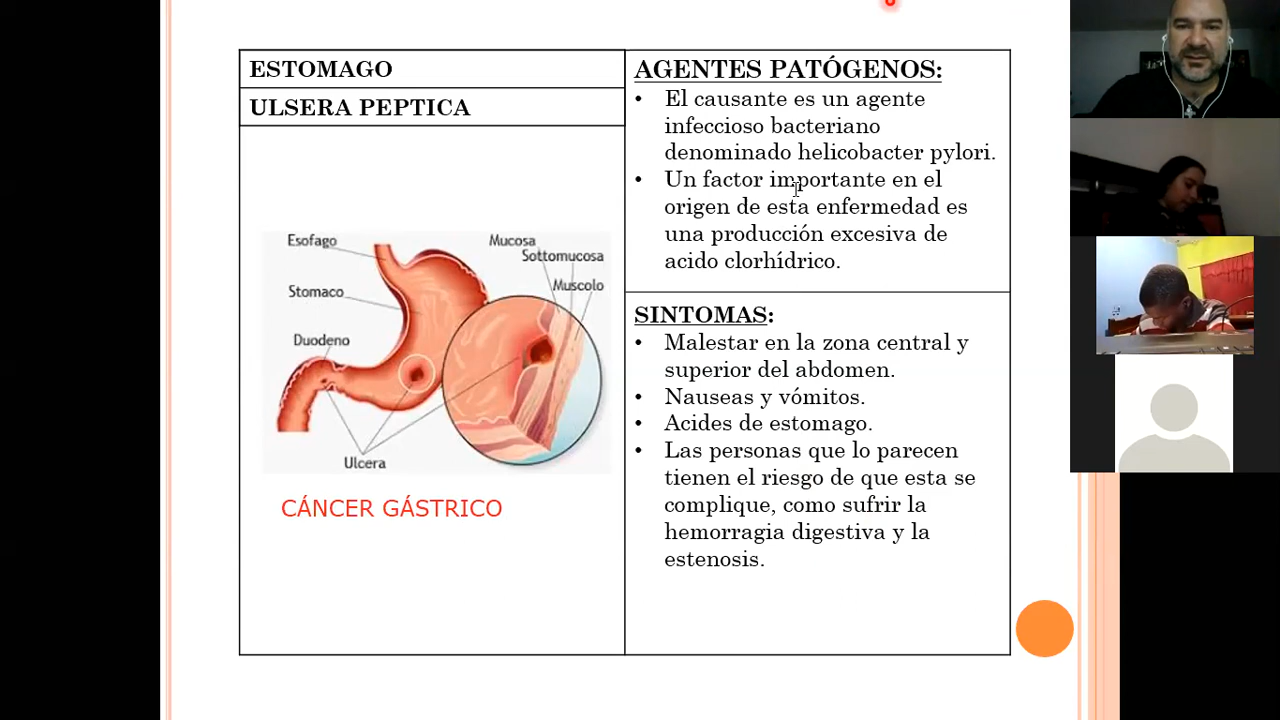 ESTOMAGO
ULSERA PEPTICA
Esofago
Stomaco
Duodeno
Mucosa
Sottomucosa
Muscolo
Ulcera
CÁNCER GÁSTRICO
AGENTES PATÓGENOS:
• El causante es un agente
infeccioso bacteriano
denominado helicobacter pylori.
• Un factor importante en el
origen de esta enfermedad es
una producción excesiva de
acido clorhídrico.
SINTOMAS:
• Malestar en la zona central y
superior del abdomen.
• Nauseas y vómitos.
• Acides de estomago.
• Las personas que lo parecen
tienen el riesgo de que esta se
complique, como sufrir la
hemorragia digestiva y la
estenosis.